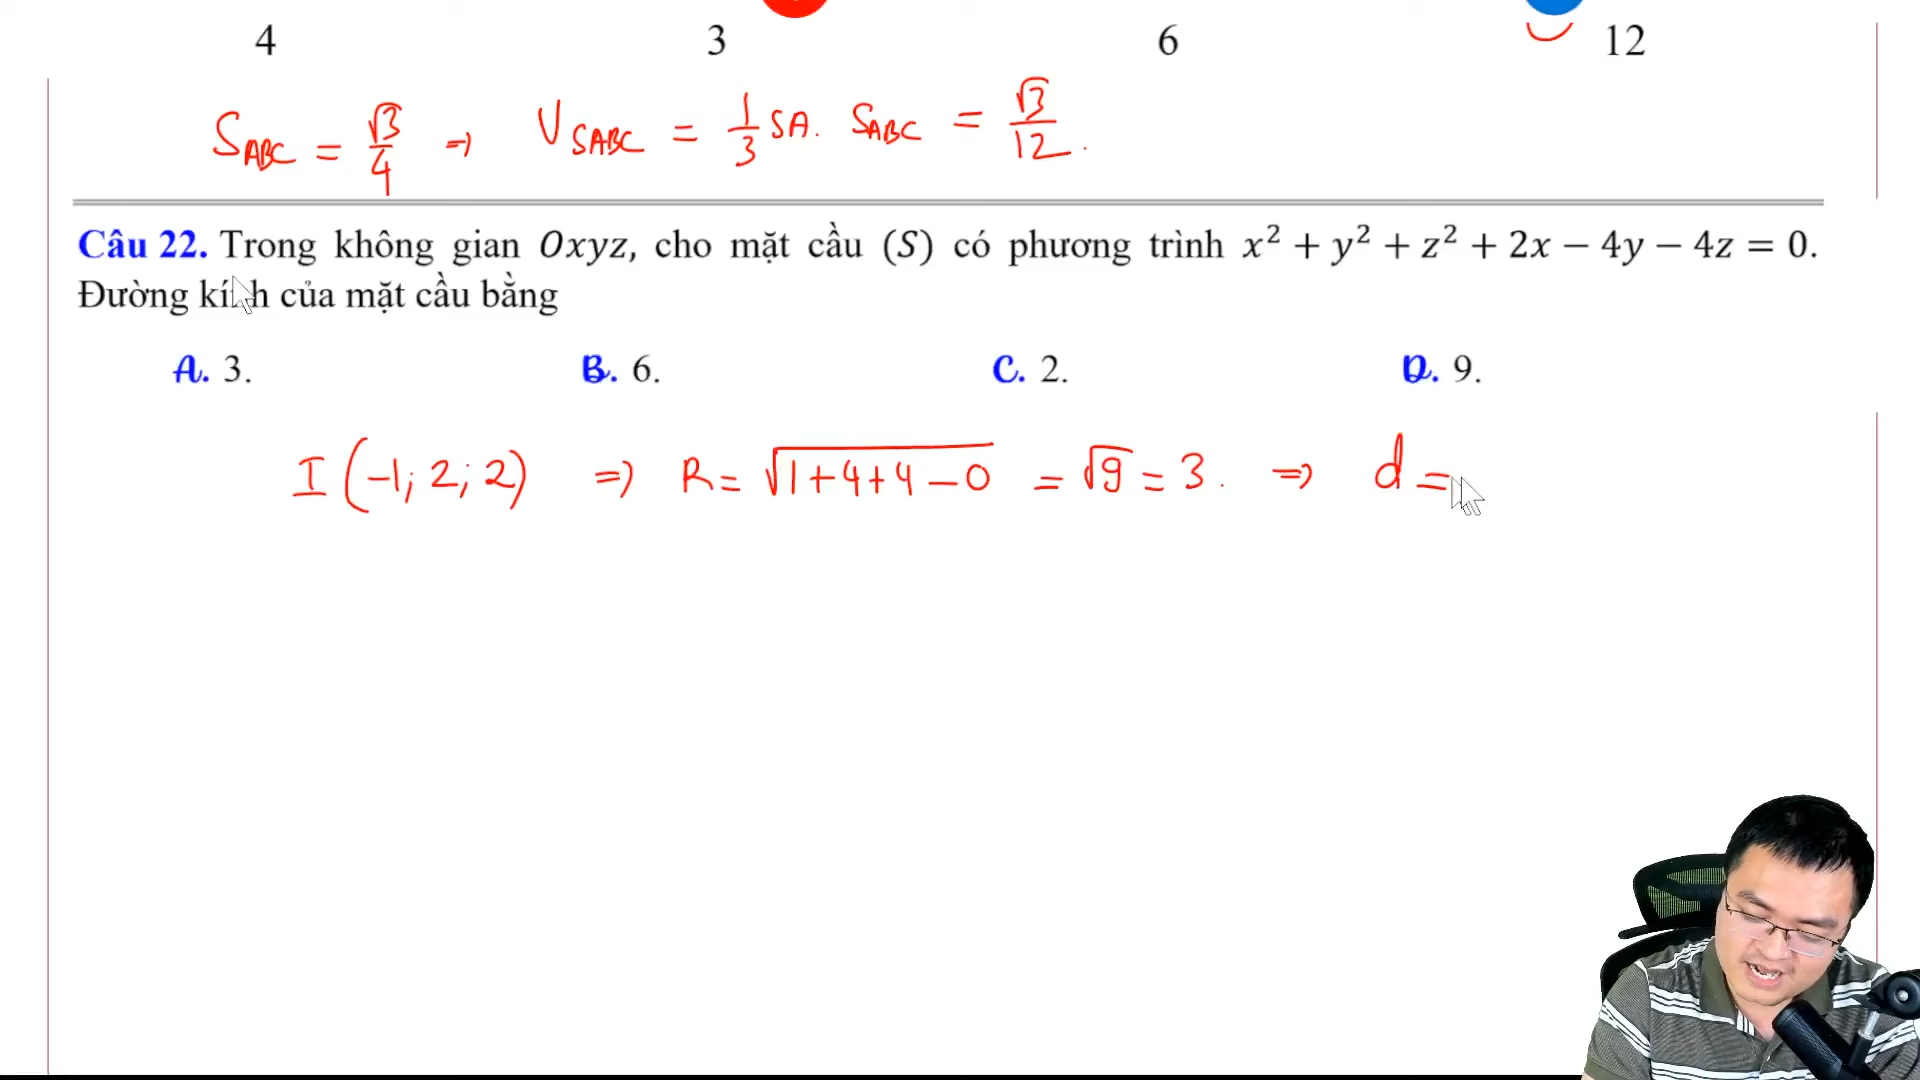 4 3 6 12
S_ABC = √3/4 ⇒ V_SABC = 1/3 SA. S_ABC = √3/12.
Câu 22. Trong không gian Oxyz, cho mặt cầu (S) có phương trình x² + y² + z² + 2x − 4y − 4z = 0.
Đường kính của mặt cầu bằng
A. 3. B. 6. C. 2. D. 9.
I (-1; 2; 2) ⇒ R = √(1+4+4−0) = √9 = 3. ⇒ d =